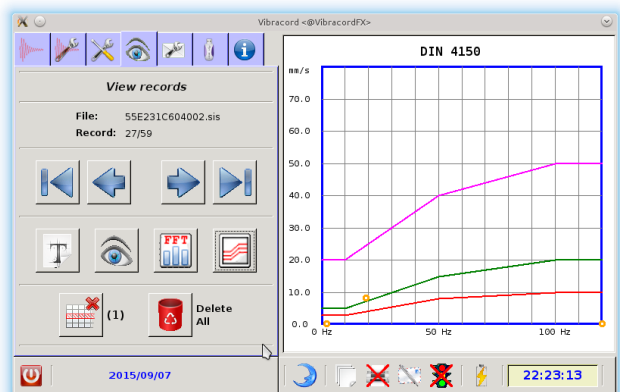 Vibracord <@VibracordFX>
View records
File: 55E231C604002.sis
Record: 27/59
T
FFT
(1)
Delete
All
2015/09/07
DIN 4150
mm/s
70.0
60.0
50.0
40.0
30.0
20.0
10.0
0.0
0 Hz 50 Hz 100 Hz
22:23:13